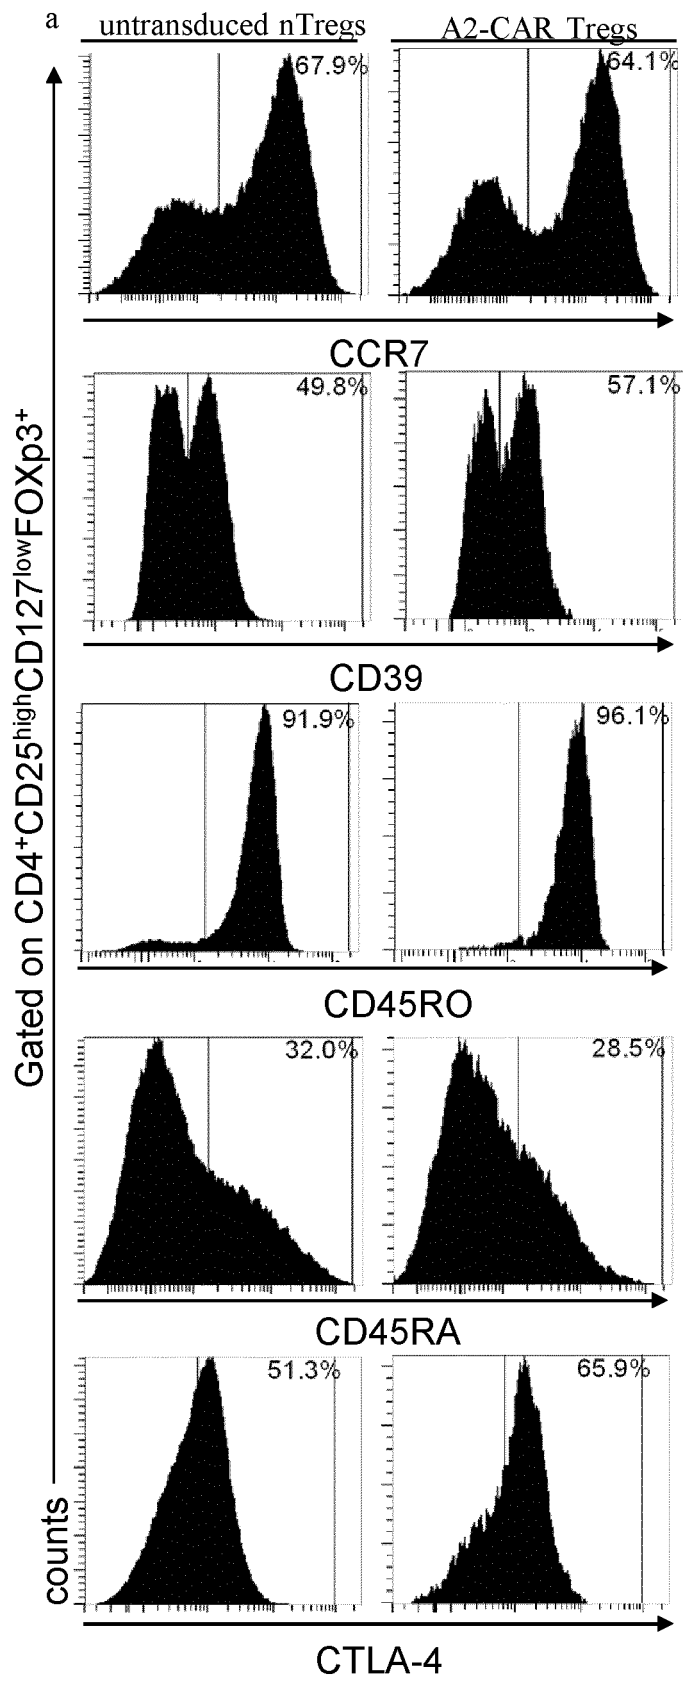 a
untransduced nTregs
A2-CAR Tregs
67.9%
64.1%
CCR7
49.8%
57.1%
CD39
91.9%
96.1%
CD45RO
32.0%
28.5%
CD45RA
51.3%
65.9%
CTLA-4
Gated on CD4⁺CD25ʰⁱᵍʰCD127ˡᵒʷFOXp3⁺
counts